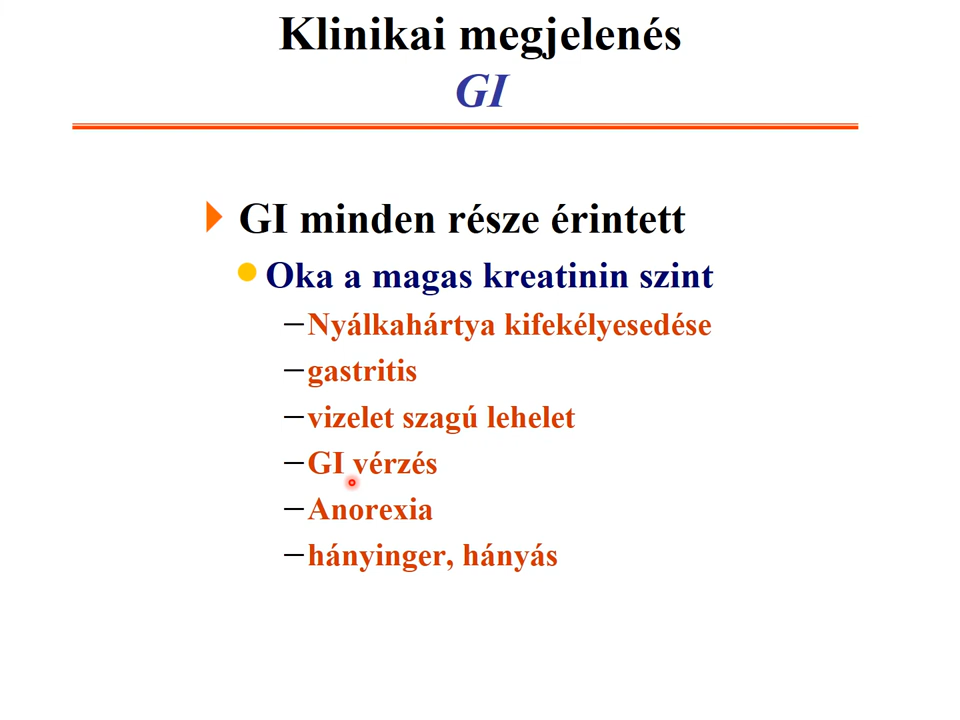 Klinikai megjelenés
GI
GI minden része érintett
Oka a magas kreatinin szint
–Nyálkahártya kifekélyesedése
–gastritis
–vizelet szagú lehelet
–GI vérzés
–Anorexia
–hányinger, hányás